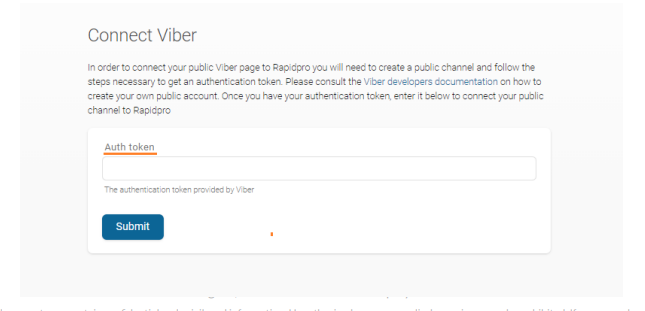 Connect Viber
In order to connect your public Viber page to Rapidpro you will need to create a public channel and follow the
steps necessary to get an authentication token. Please consult the Viber developers documentation on how to
create your own public account. Once you have your authentication token, enter it below to connect your public
channel to Rapidpro
Auth token
The authentication token provided by Viber
Submit